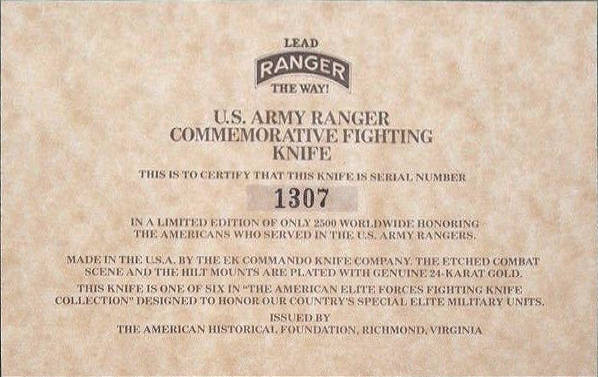 LEAD
RANGER
THE WAY!
U.S. ARMY RANGER
COMMEMORATIVE FIGHTING
KNIFE
THIS IS TO CERTIFY THAT THIS KNIFE IS SERIAL NUMBER
1307
IN A LIMITED EDITION OF ONLY 2500 WORLDWIDE HONORING
THE AMERICANS WHO SERVED IN THE U.S. ARMY RANGERS.
MADE IN THE U.S.A. BY THE EK COMMANDO KNIFE COMPANY. THE ETCHED COMBAT
SCENE AND THE HILT MOUNTS ARE PLATED WITH GENUINE 24-KARAT GOLD.
THIS KNIFE IS ONE OF SIX IN "THE AMERICAN ELITE FORCES FIGHTING KNIFE
COLLECTION" DESIGNED TO HONOR OUR COUNTRY'S SPECIAL ELITE MILITARY UNITS.
ISSUED BY
THE AMERICAN HISTORICAL FOUNDATION, RICHMOND, VIRGINIA